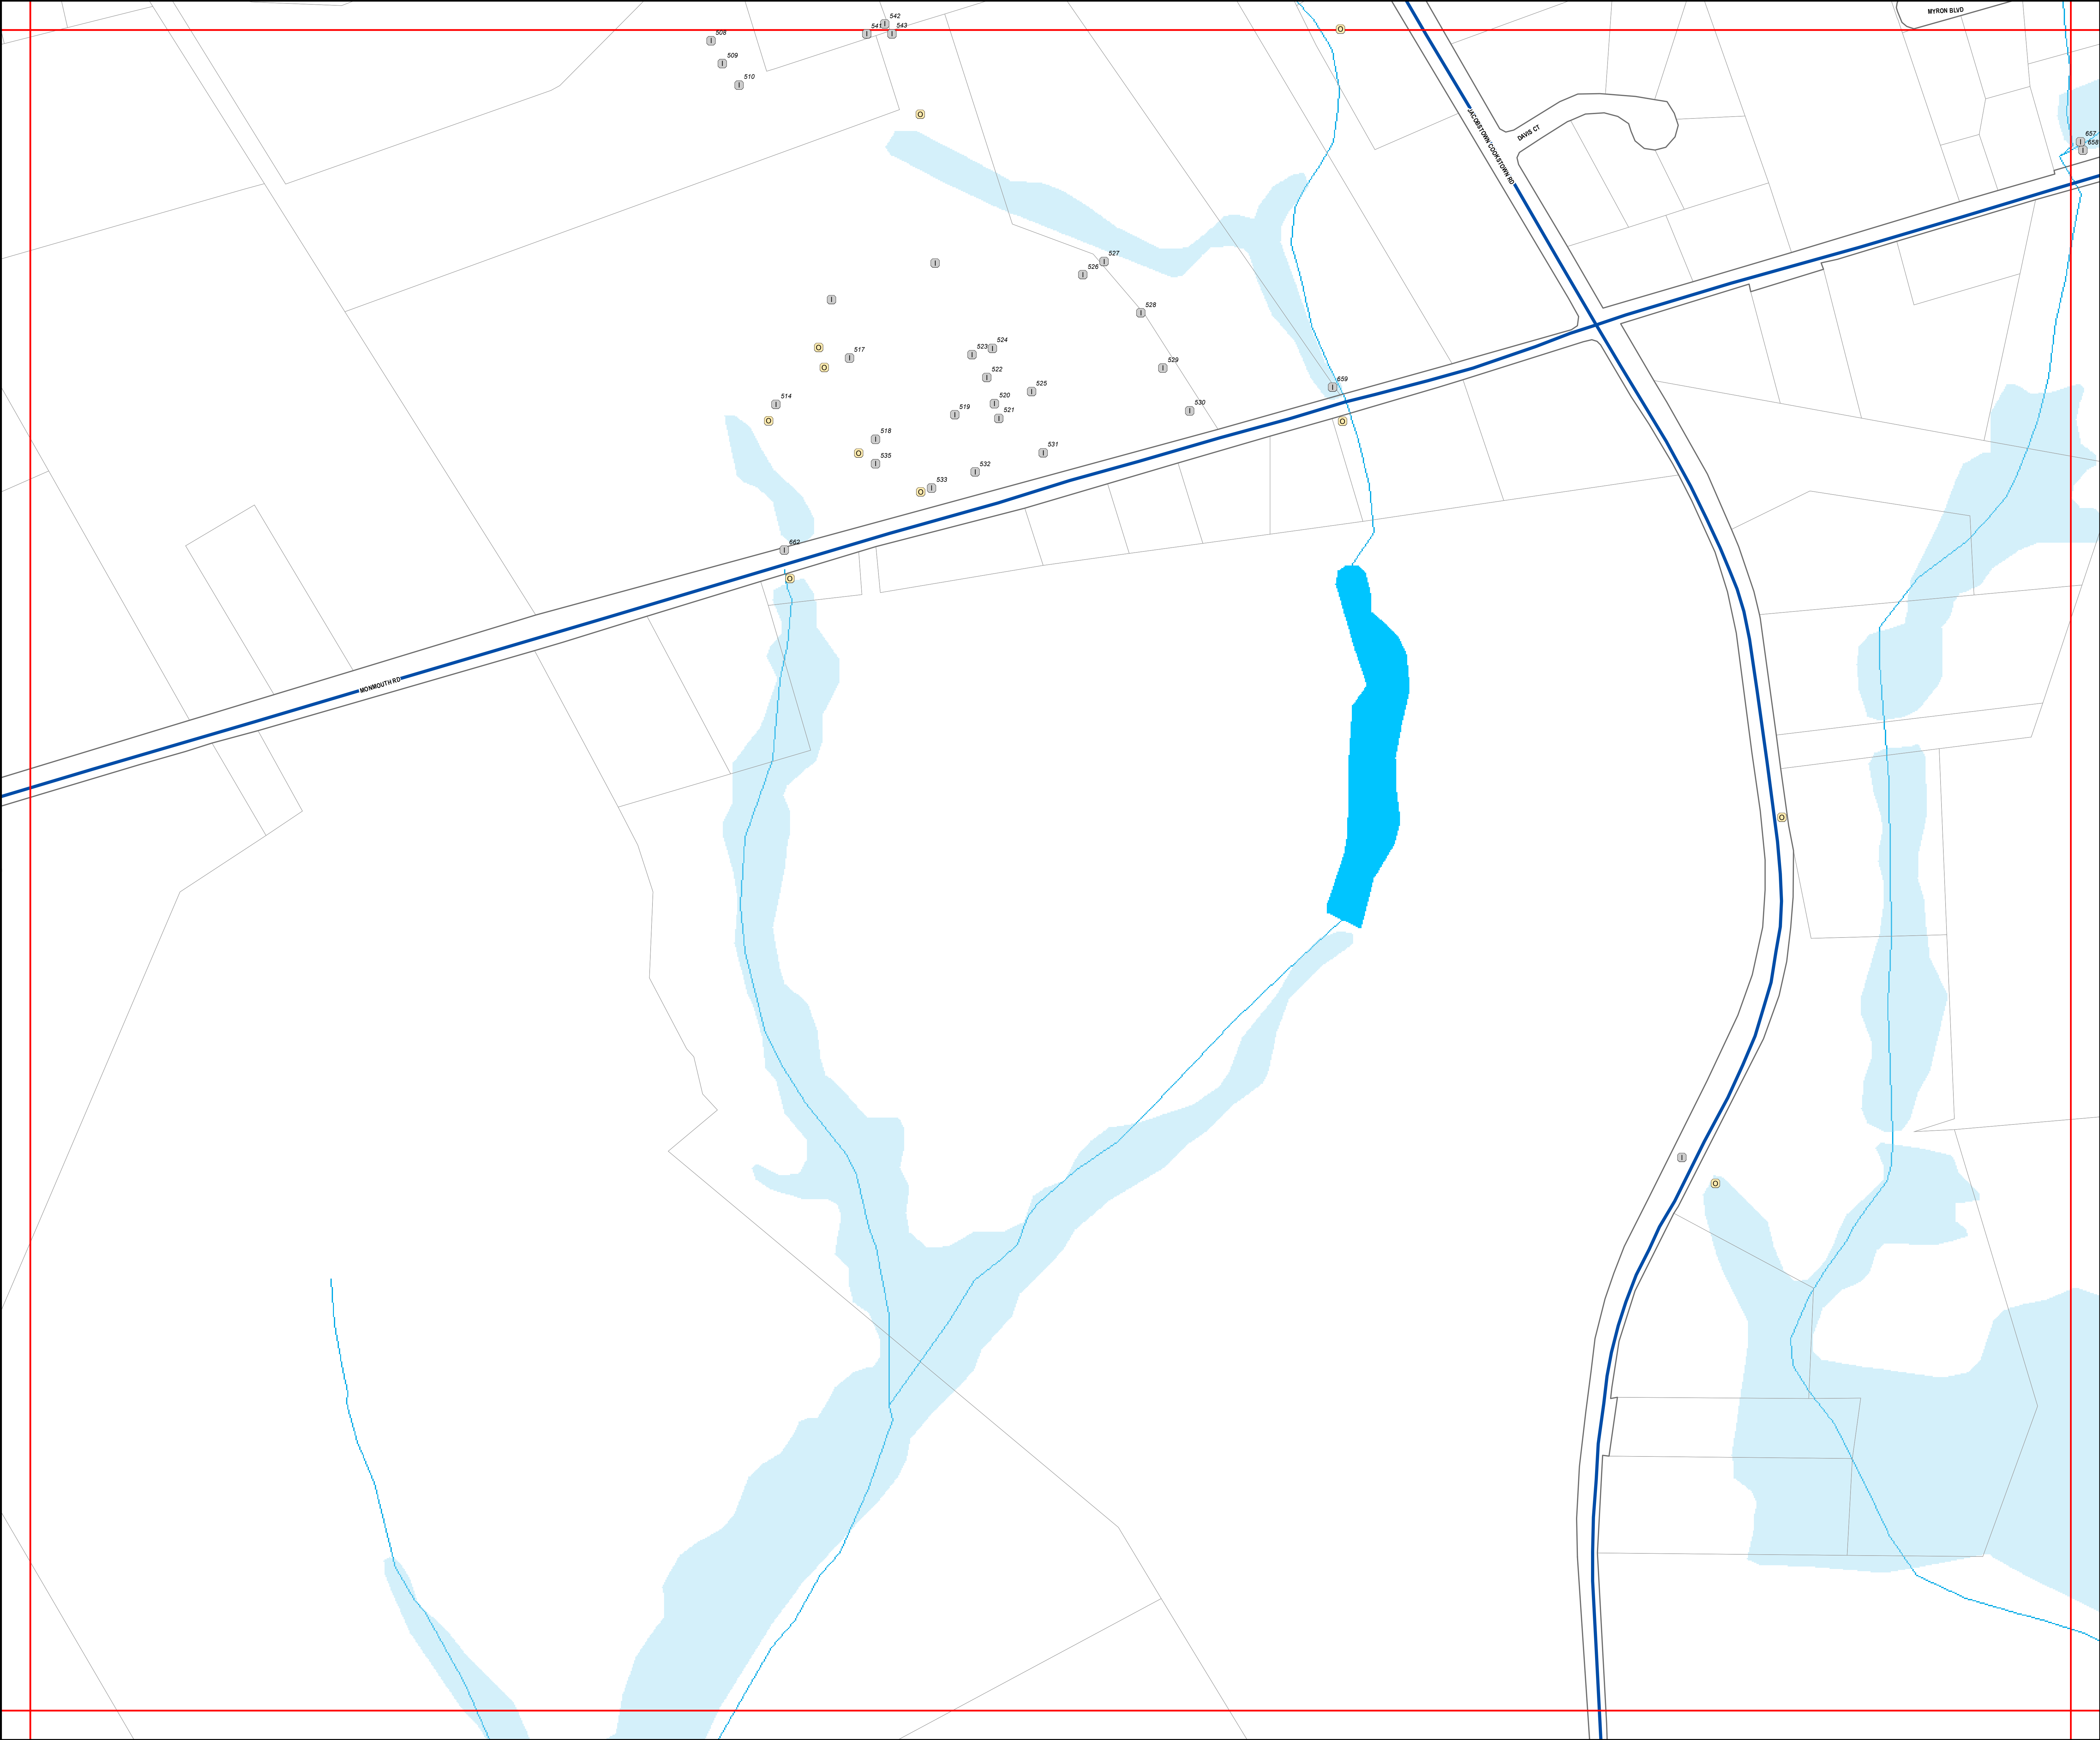 MYRON BLVD
542
541
I
I
I
543
O
508
I
509
I
510
I
JACOBSTOWN COOKSTOWN RD
O
DAVIS CT
657
I
658
I
527
I
I
526
I
I
528
I
524
O
523
I
I
517
I
529
I
O
522
I
659
I
525
I
514
I
520
I
519
I
530
I
521
I
O
O
518
I
531
I
O
535
I
532
I
533
I
O
662
I
O
MONMOUTH RD
O
I
O